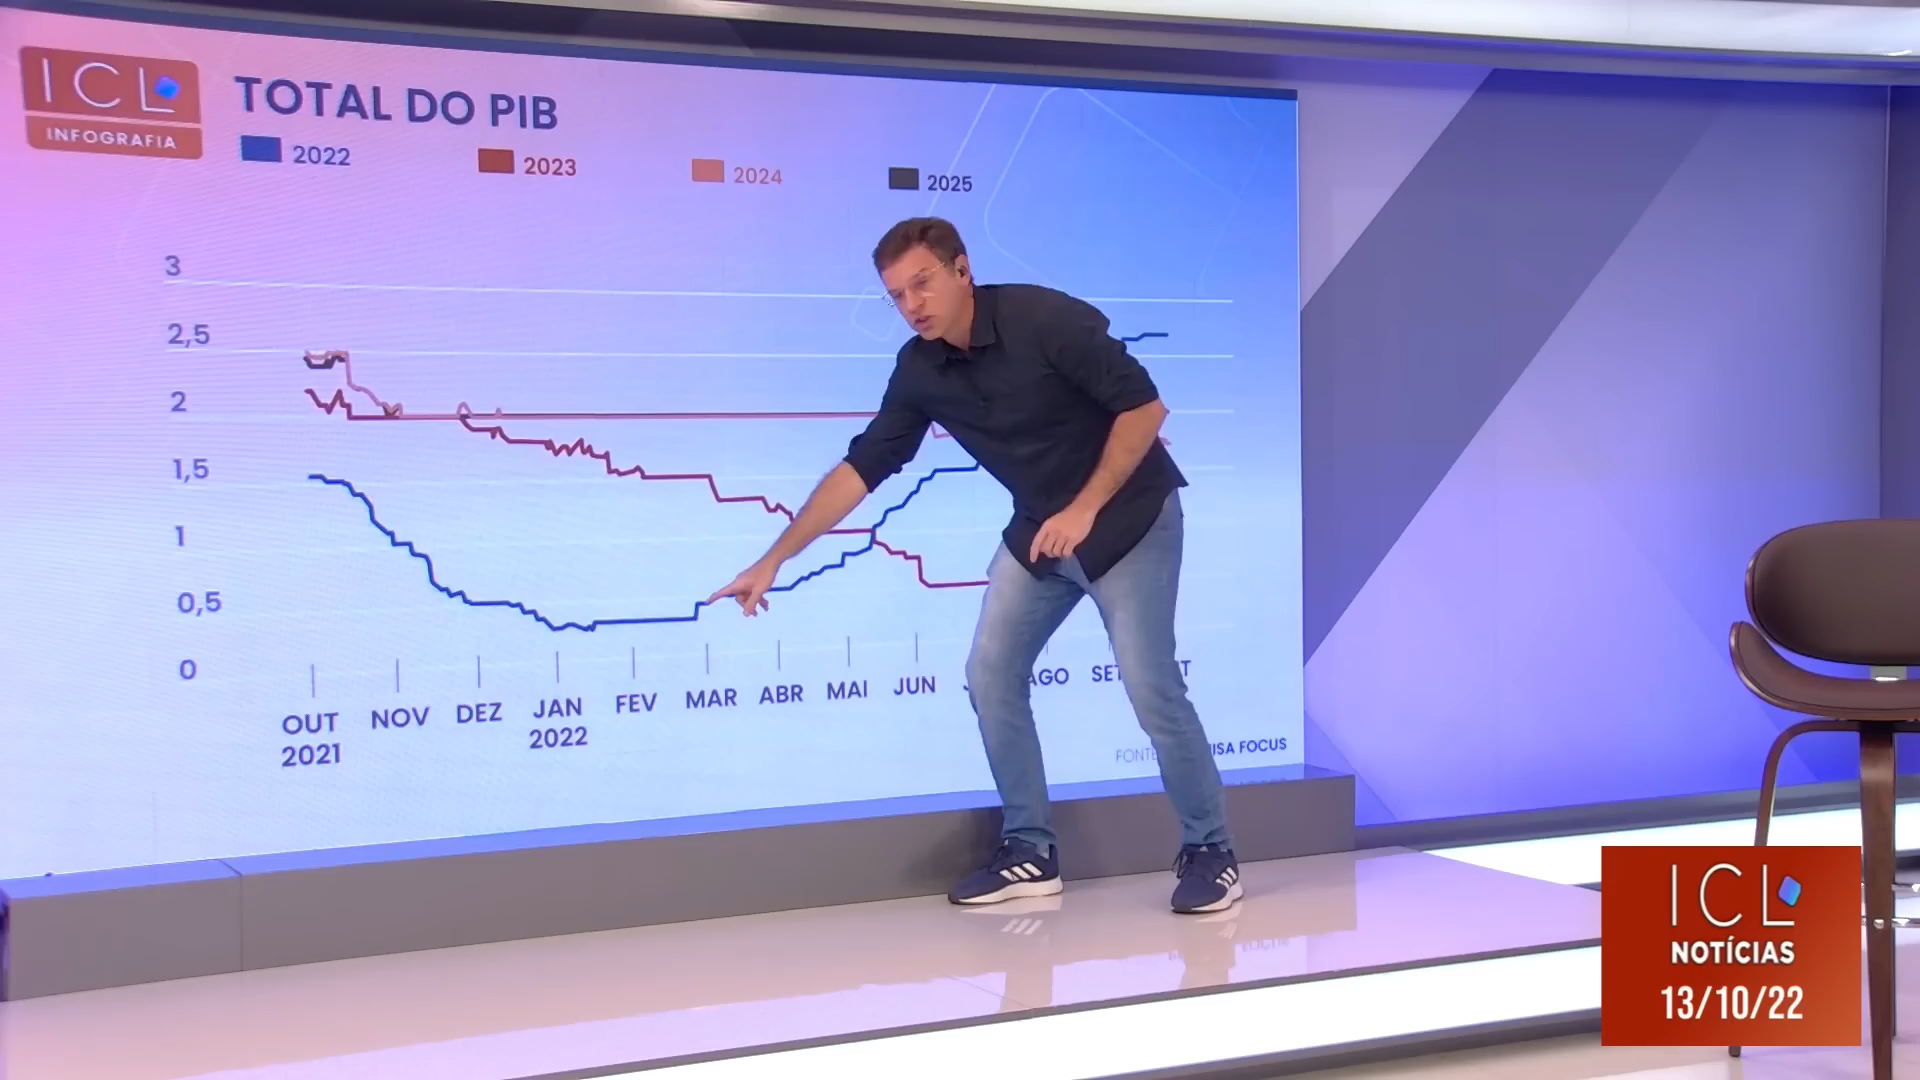 ICL
INFOGRAFIA
TOTAL DO PIB
2022
2023
2024
2025
3
2,5
2
1,5
1
0,5
0
OUT
2021
NOV
DEZ
JAN
2022
FEV
MAR
ABR
MAI
JUN
AGO
FOCUS
ICL
NOTÍCIAS
13/10/22